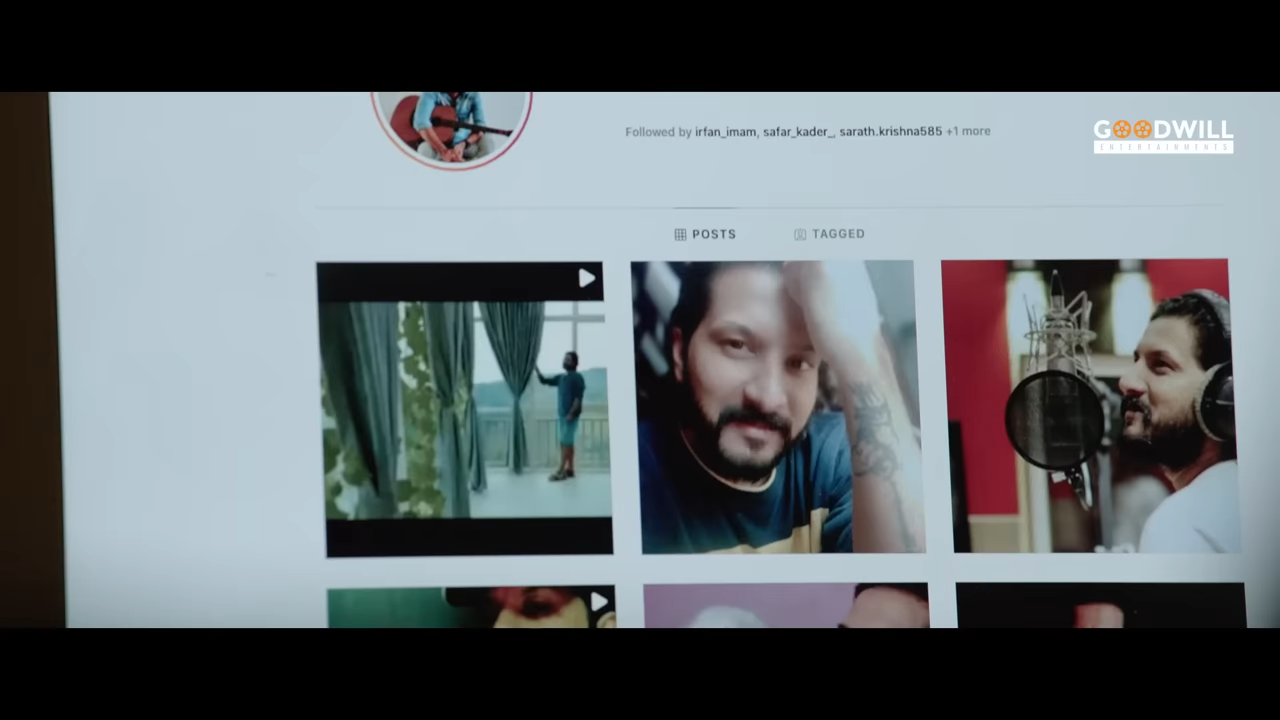 Followed by irfan_imam, safar_kader_, sarath.krishna585 +1 more
GOODWILL
ENTERTAINMENTS
POSTS
TAGGED